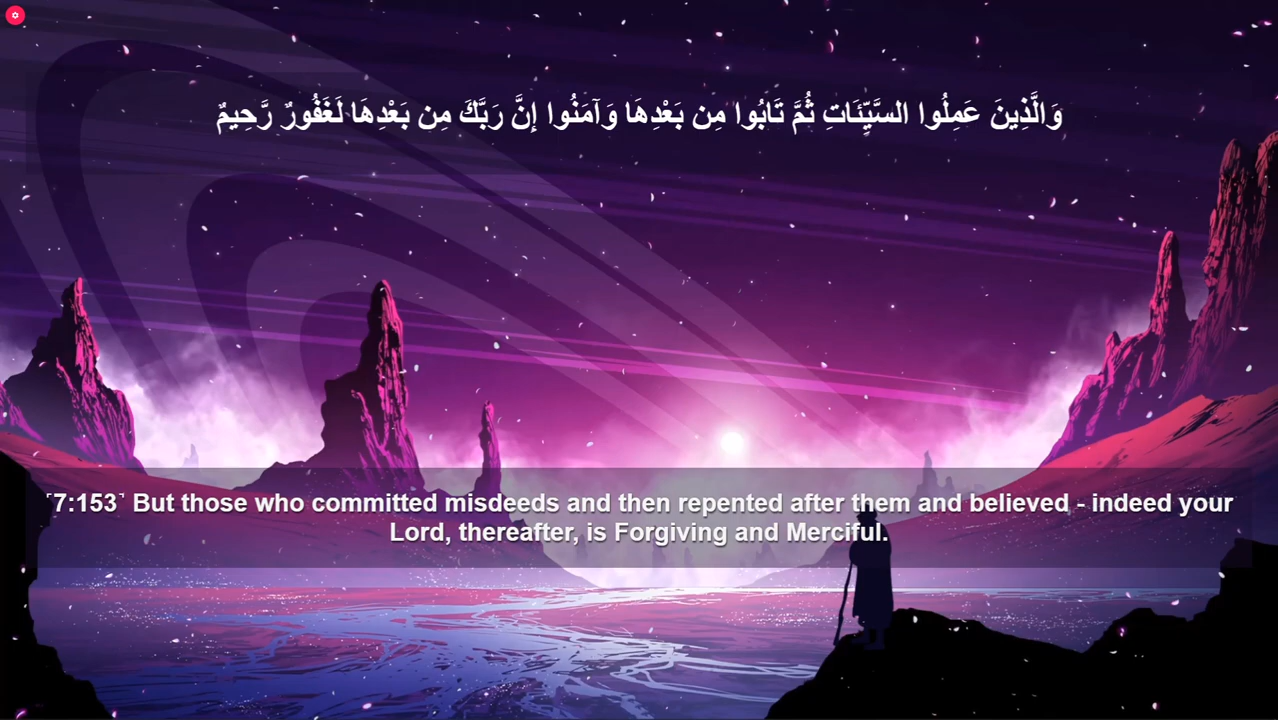 وَالَّذِينَ عَمِلُوا السَّيِّئَاتِ ثُمَّ تَابُوا مِن بَعْدِهَا وَآمَنُوا إِنَّ رَبَّكَ مِن بَعْدِهَا لَغَفُورٌ رَّحِيمٌ
⸢7:153⸣ But those who committed misdeeds and then repented after them and believed - indeed your
Lord, thereafter, is Forgiving and Merciful.